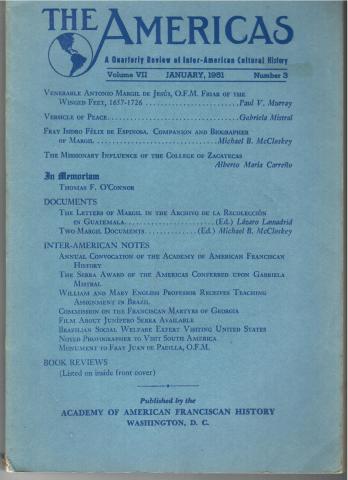 THE AMERICAS
A Quarterly Review of Inter-American Cultural History
Volume VII JANUARY, 1951 Number 3
VENERABLE ANTONIO MARGIL DE JESÚS, O.F.M. FRIAR OF THE
WINGED FEET, 1657-1726 ........................ Paul V. Murray
VERSICLE OF PEACE................................. Gabriela Mistral
FRAY ISIDRO FÉLIX DE ESPINOSA, COMPANION AND BIOGRAPHER
OF MARGIL ................................ Michael B. McCloskey
THE MISSIONARY INFLUENCE OF THE COLLEGE OF ZACATECAS
Alberto María Carreño
In Memoriam
THOMAS F. O'CONNOR
DOCUMENTS
THE LETTERS OF MARGIL IN THE ARCHIVO DE LA RECOLECCIÓN
EN GUATEMALA....................... (Ed.) Lázaro Lamadrid
TWO MARGIL DOCUMENTS.............. (Ed.) Michael B. McCloskey
INTER-AMERICAN NOTES
ANNUAL CONVOCATION OF THE ACADEMY OF AMERICAN FRANCISCAN
HISTORY
THE SERRA AWARD OF THE AMERICAS CONFERRED UPON GABRIELA
MISTRAL
WILLIAM AND MARY ENGLISH PROFESSOR RECEIVES TEACHING
ASSIGNMENT IN BRAZIL
COMMISSION ON THE FRANCISCAN MARTYRS OF GEORGIA
FILM ABOUT JUNÍPERO SERRA AVAILABLE
BRAZILIAN SOCIAL WELFARE EXPERT VISITING UNITED STATES
NOTED PHOTOGRAPHER TO VISIT SOUTH AMERICA
MONUMENT TO FRAY JUAN DE PADILLA, O.F.M.
BOOK REVIEWS
(Listed on inside front cover)
Published by the
ACADEMY OF AMERICAN FRANCISCAN HISTORY
WASHINGTON, D. C.